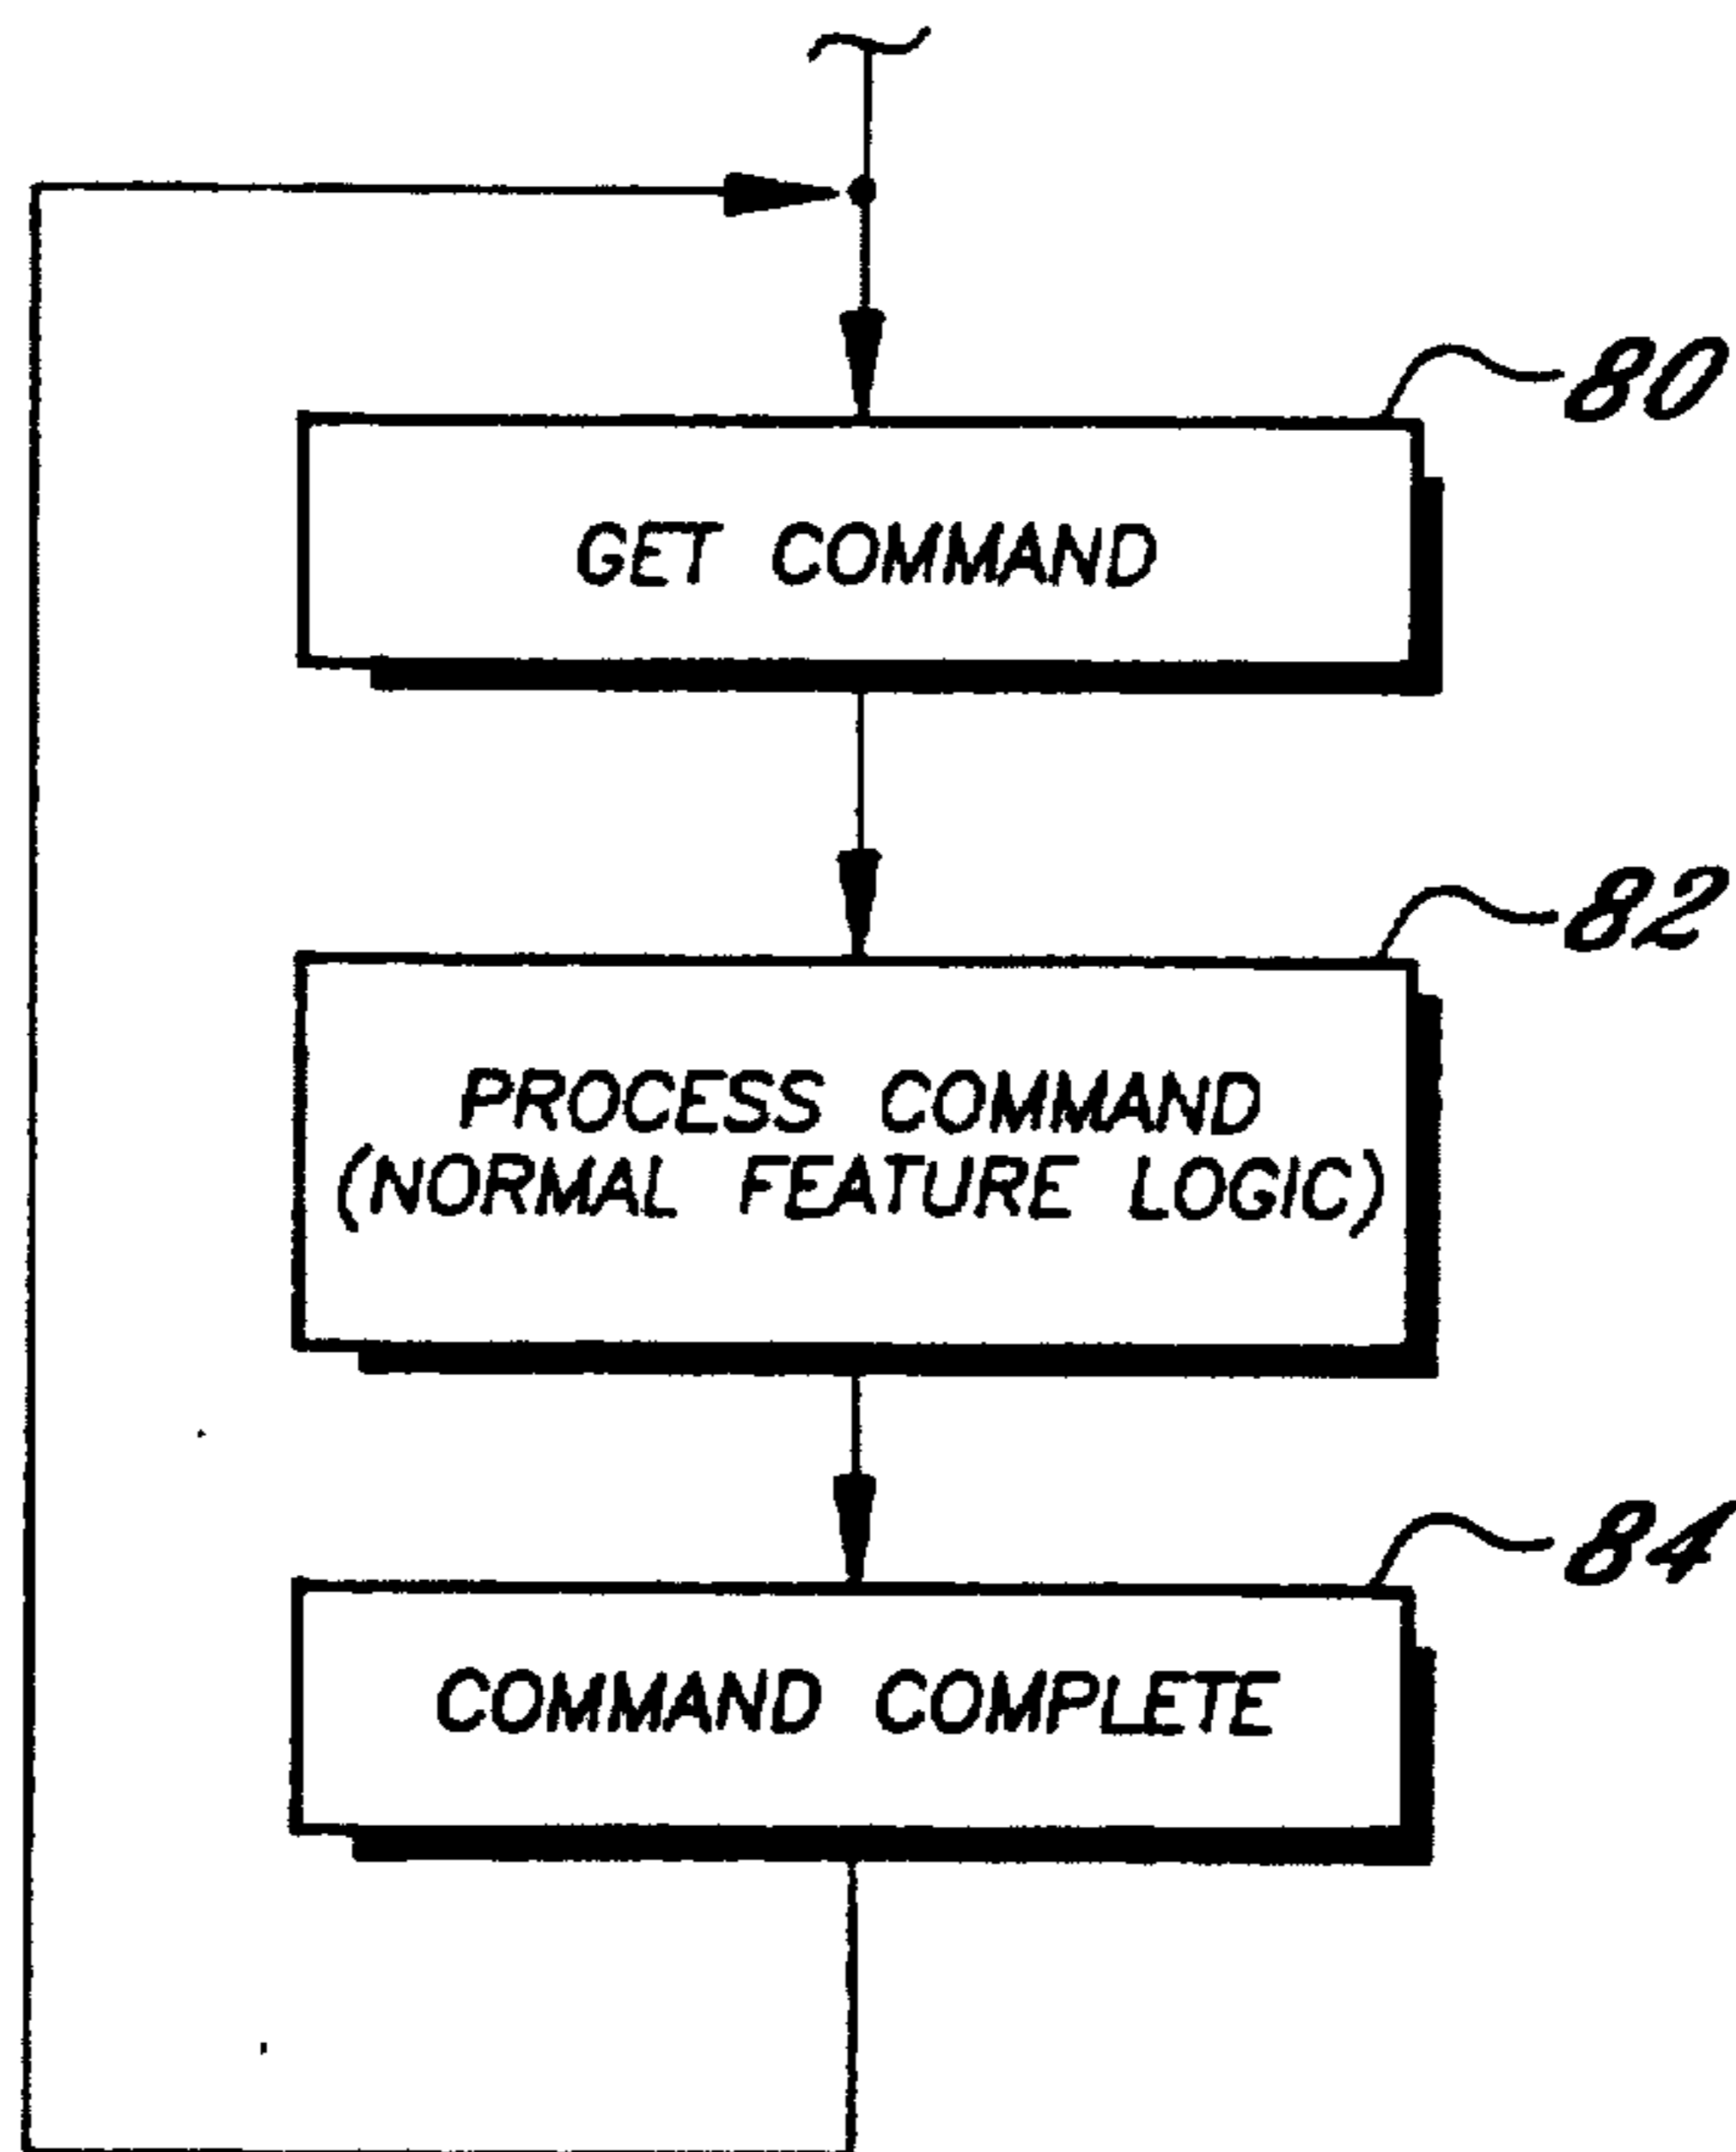 80
GET COMMAND
82
PROCESS COMMAND
(NORMAL FEATURE LOGIC)
84
COMMAND COMPLETE